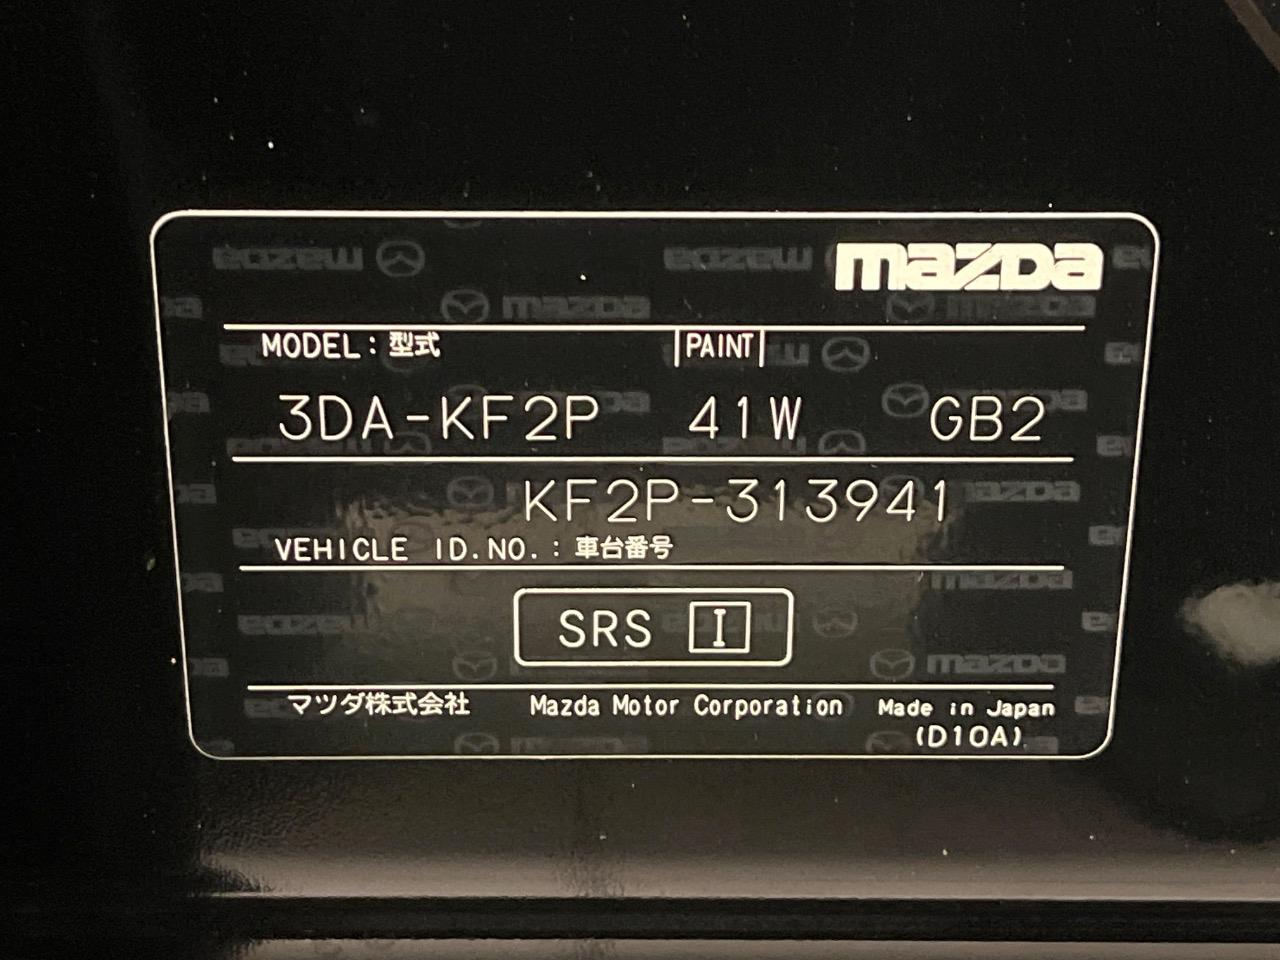 mazda
MODEL : 型式 PAINT
3DA-KF2P 41W GB2
KF2P-313941
VEHICLE ID.NO. : 車台番号
SRS I
マツダ株式会社 Mazda Motor Corporation Made in Japan
(D10A)